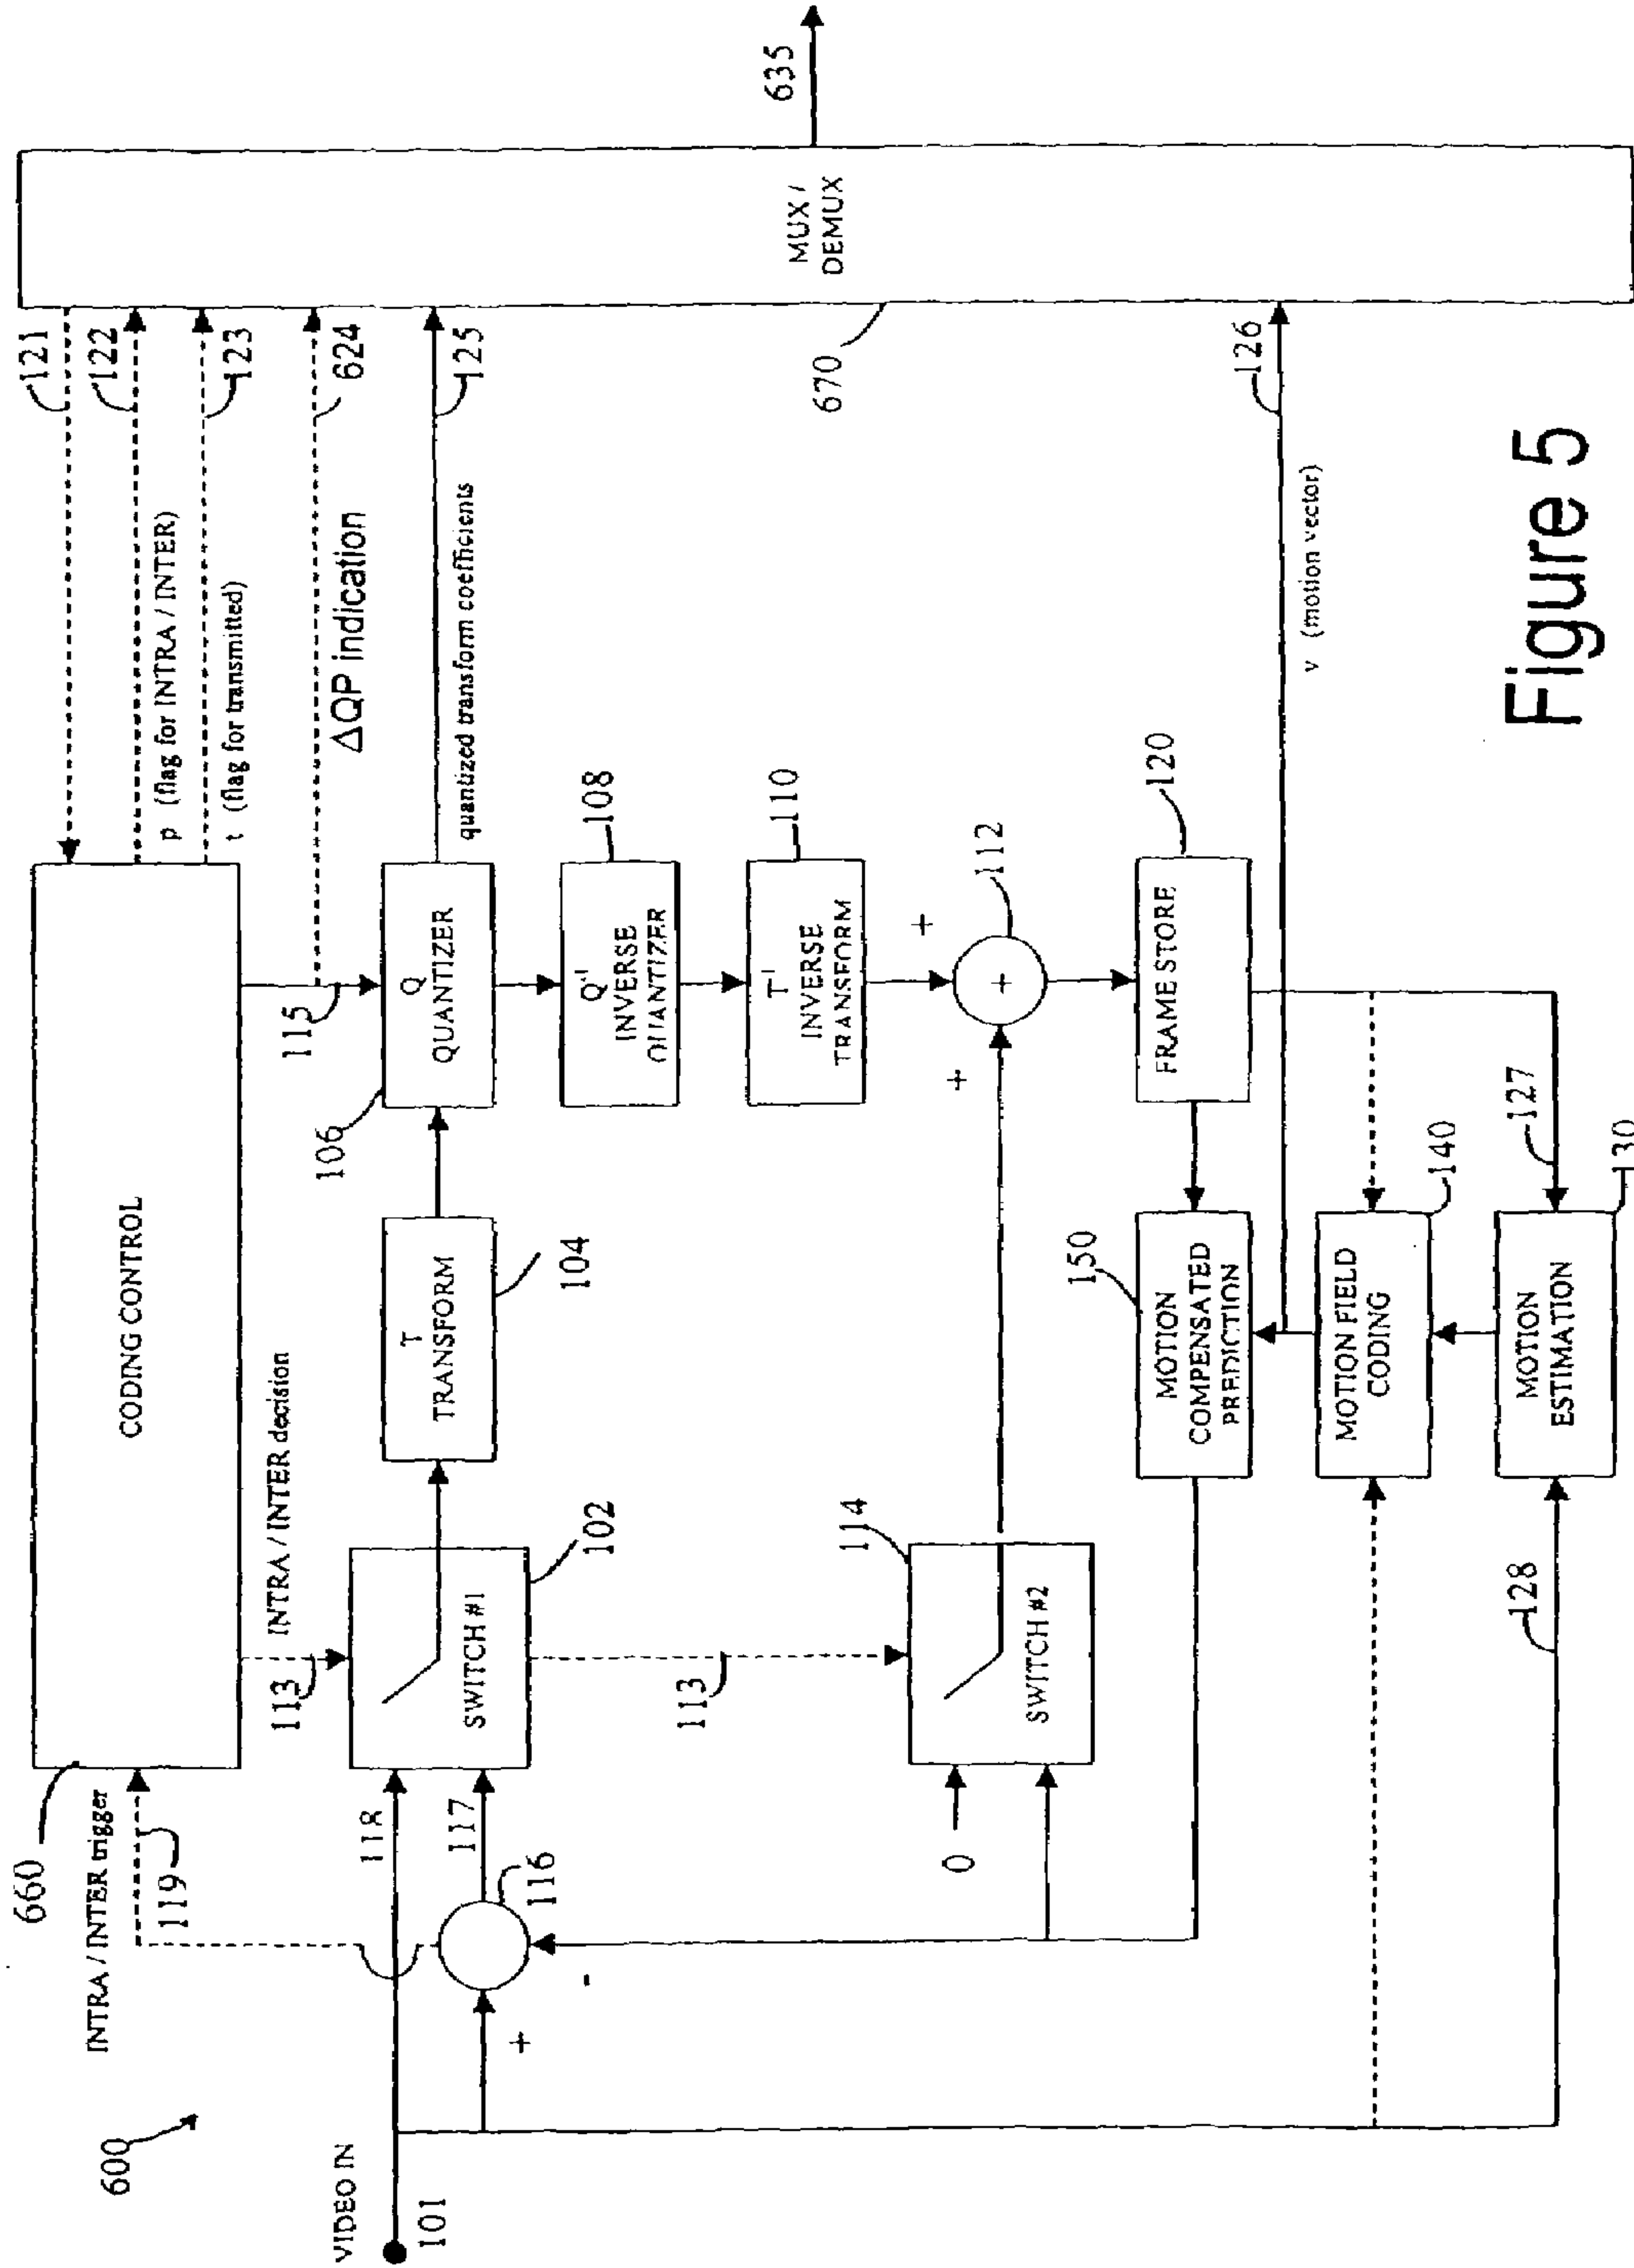 600
VIDEO IN
101
INTRA / INTER trigger
119
660
CODING CONTROL
121
122
p (flag for INTRA / INTER)
123
t (flag for transmitted)
624
ΔQP indication
113
INTRA / INTER decision
115
118
117
116
+
-
SWITCH #1
102
T
TRANSFORM
104
106
Q
QUANTIZER
125
quantized transform coefficients
Q⁻¹
INVERSE
QUANTIZER
108
T⁻¹
INVERSE
TRANSFORM
110
113
114
0
SWITCH #2
+
+
+
112
FRAME STORE
120
MUX /
DEMUX
635
670
150
MOTION
COMPENSATED
PREDICTION
126
v (motion vector)
MOTION FIELD
CODING
140
127
128
MOTION
ESTIMATION
130
Figure 5